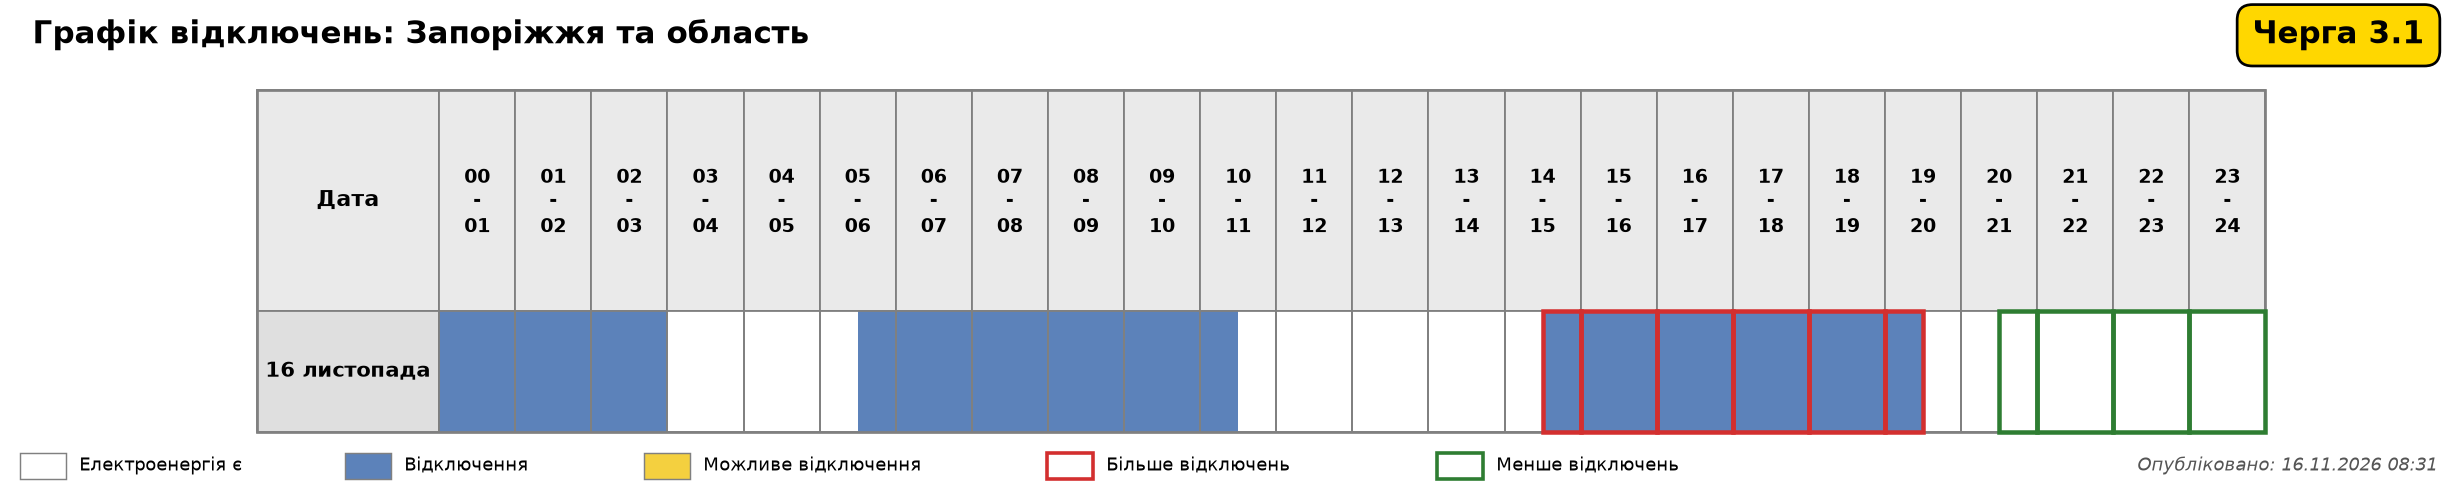 Графік відключень: Запоріжжя та область
Черга 3.1
Дата
00 - 01
01 - 02
02 - 03
03 - 04
04 - 05
05 - 06
06 - 07
07 - 08
08 - 09
09 - 10
10 - 11
11 - 12
12 - 13
13 - 14
14 - 15
15 - 16
16 - 17
17 - 18
18 - 19
19 - 20
20 - 21
21 - 22
22 - 23
23 - 24
16 листопада
Електроенергія є
Відключення
Можливе відключення
Більше відключень
Менше відключень
Опубліковано: 16.11.2026 08:31